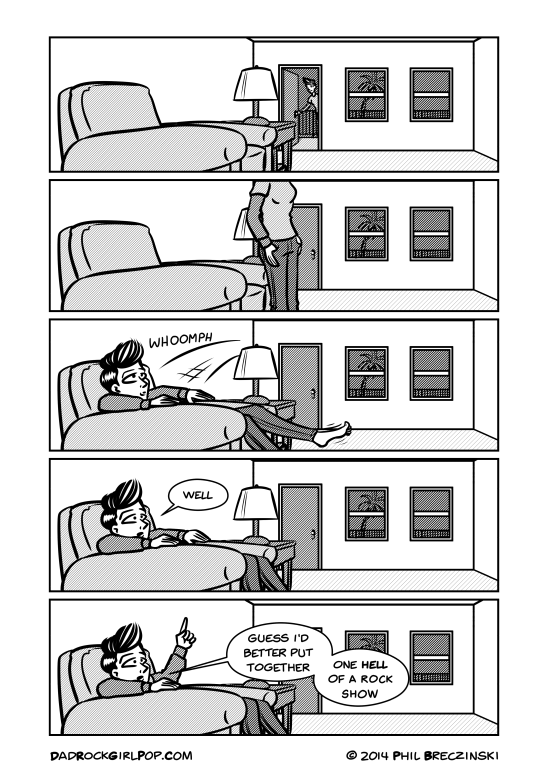 WHOOMPH
WELL
GUESS I'D
BETTER PUT
TOGETHER
ONE HELL
OF A ROCK
SHOW
DADROCKGIRLPOP.COM
© 2014 PHIL BRECZINSKI